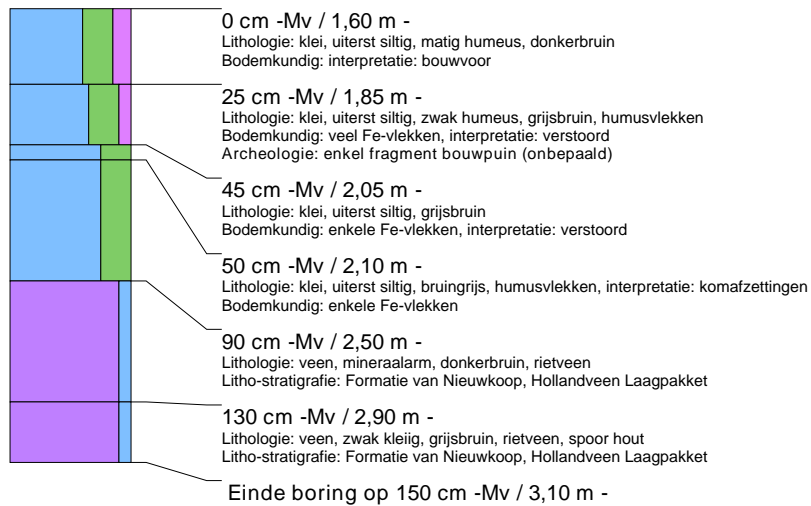 0 cm -Mv / 1,60 m -
Lithologie: klei, uiterst siltig, matig humeus, donkerbruin
Bodemkundig: interpretatie: bouwvoor
25 cm -Mv / 1,85 m -
Lithologie: klei, uiterst siltig, zwak humeus, grijsbruin, humusvlekken
Bodemkundig: veel Fe-vlekken, interpretatie: verstoord
Archeologie: enkel fragment bouwpuin (onbepaald)
45 cm -Mv / 2,05 m -
Lithologie: klei, uiterst siltig, grijsbruin
Bodemkundig: enkele Fe-vlekken, interpretatie: verstoord
50 cm -Mv / 2,10 m -
Lithologie: klei, uiterst siltig, bruingrijs, humusvlekken, interpretatie: komafzettingen
Bodemkundig: enkele Fe-vlekken
90 cm -Mv / 2,50 m -
Lithologie: veen, mineraalarm, donkerbruin, rietveen
Litho-stratigrafie: Formatie van Nieuwkoop, Hollandveen Laagpakket
130 cm -Mv / 2,90 m -
Lithologie: veen, zwak kleiig, grijsbruin, rietveen, spoor hout
Litho-stratigrafie: Formatie van Nieuwkoop, Hollandveen Laagpakket
Einde boring op 150 cm -Mv / 3,10 m -